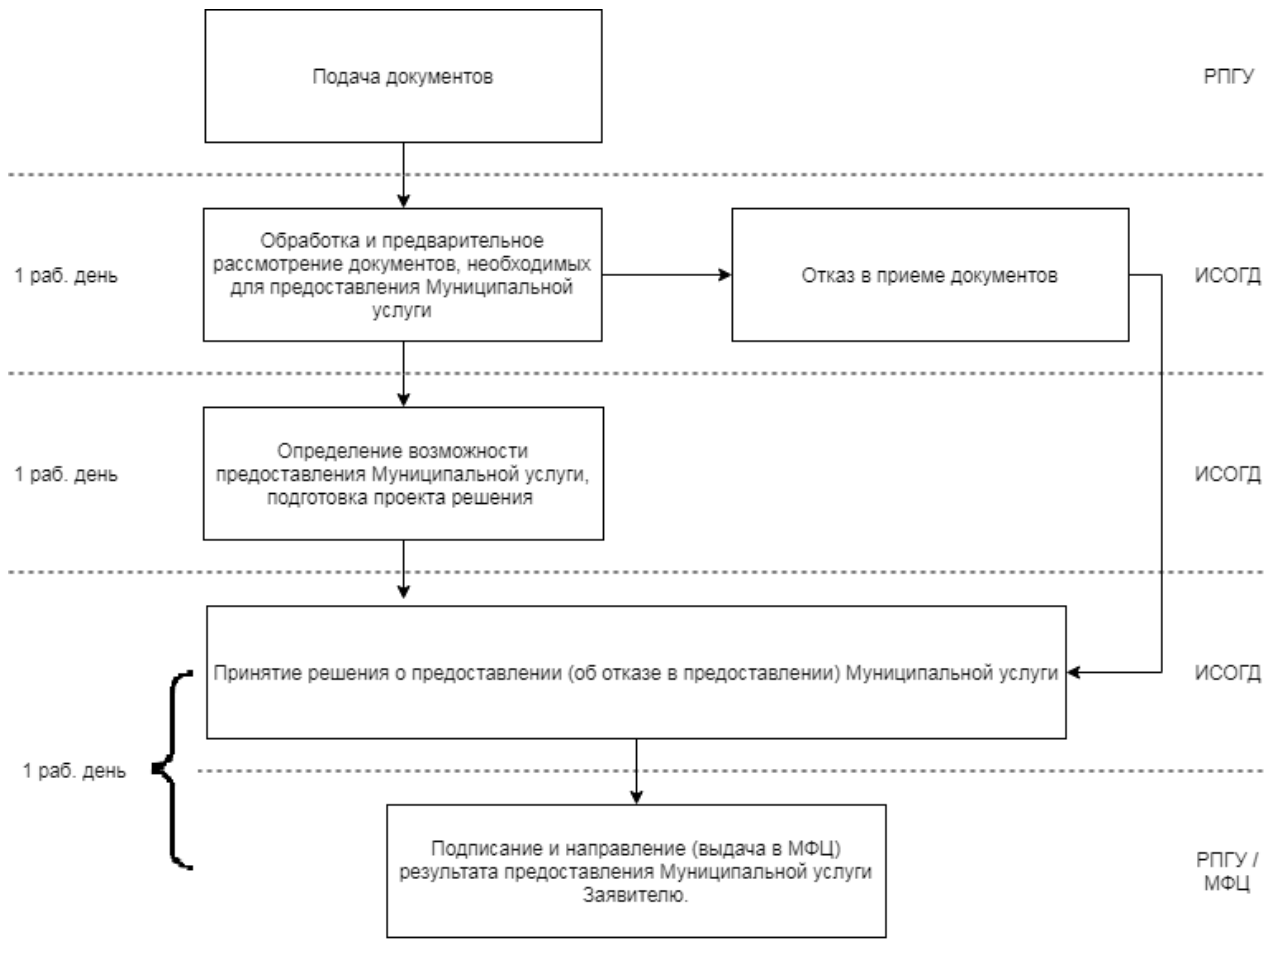 Подача документов
РПГУ
1 раб. день
Обработка и предварительное
рассмотрение документов, необходимых
для предоставления Муниципальной
услуги
Отказ в приеме документов
ИСОГД
1 раб. день
Определение возможности
предоставления Муниципальной услуги,
подготовка проекта решения
ИСОГД
Принятие решения о предоставлении (об отказе в предоставлении) Муниципальной услуги
ИСОГД
1 раб. день
Подписание и направление (выдача в МФЦ)
результата предоставления Муниципальной услуги
Заявителю.
РПГУ /
МФЦ